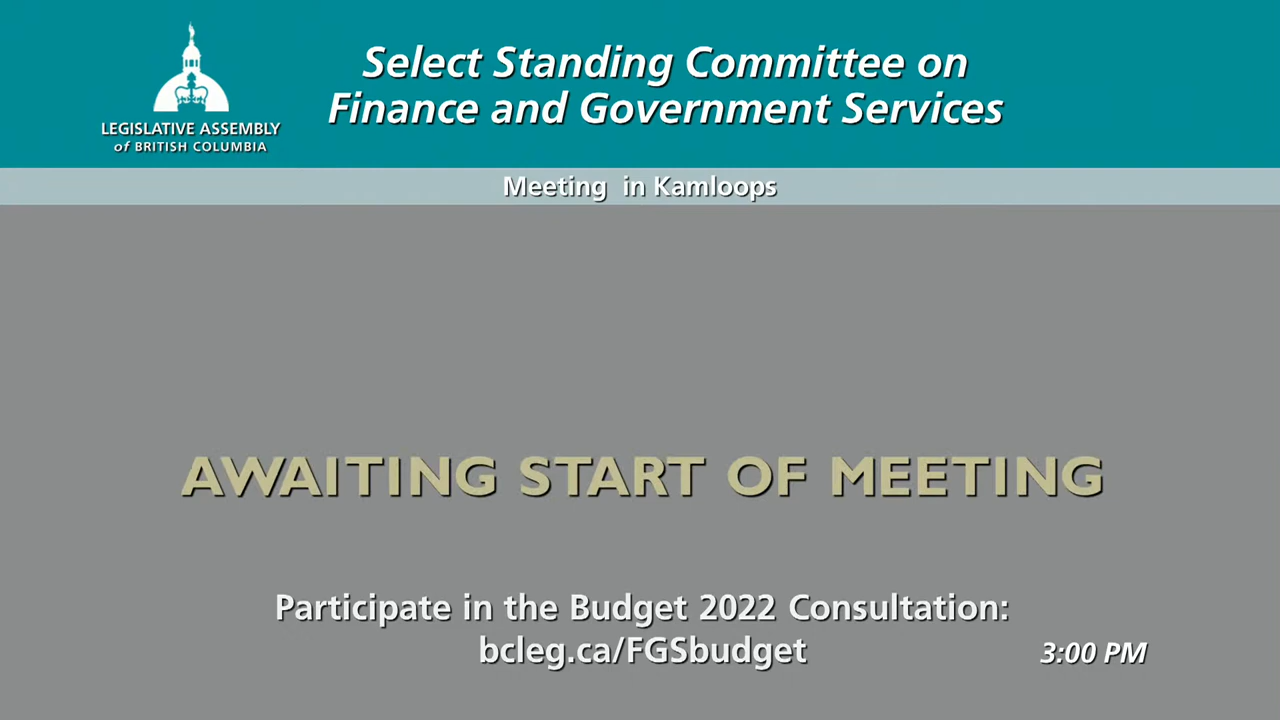 Select Standing Committee on
Finance and Government Services
LEGISLATIVE ASSEMBLY
of BRITISH COLUMBIA
Meeting in Kamloops
AWAITING START OF MEETING
Participate in the Budget 2022 Consultation:
bcleg.ca/FGSbudget
3:00 PM